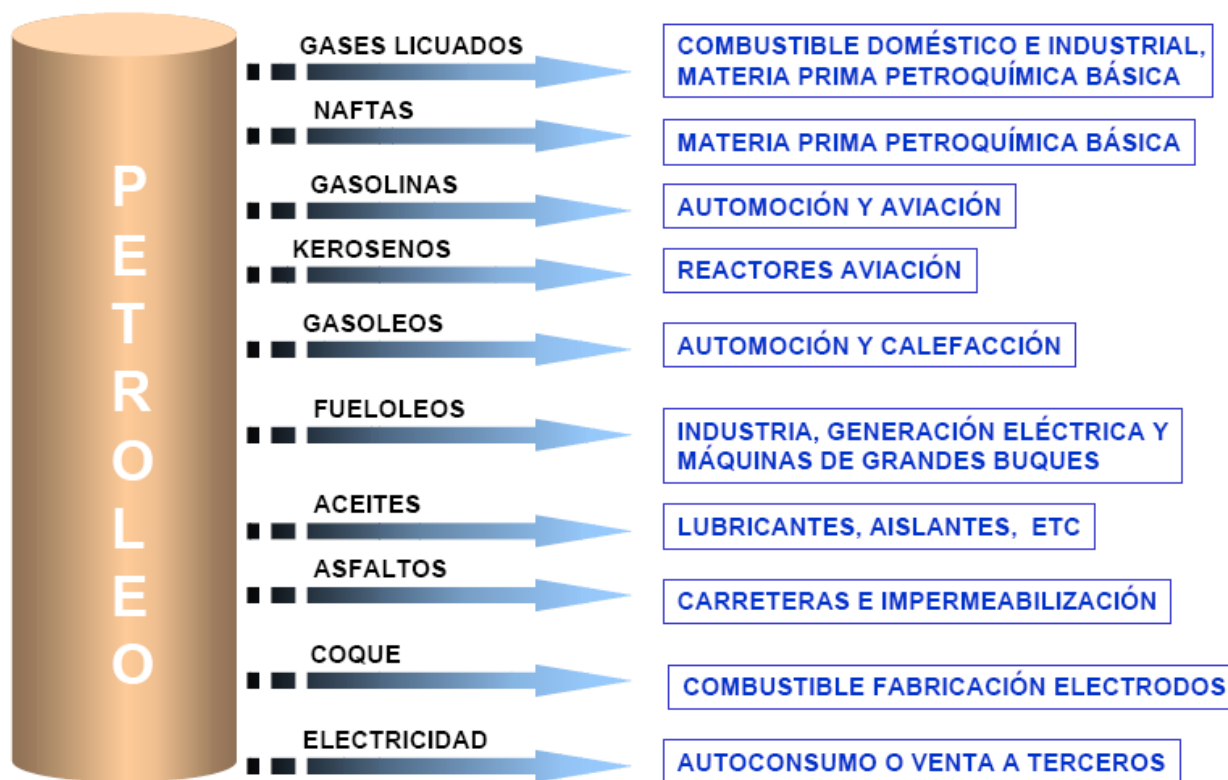 PETROLEO
GASES LICUADOS
COMBUSTIBLE DOMÉSTICO E INDUSTRIAL,
MATERIA PRIMA PETROQUÍMICA BÁSICA
NAFTAS
MATERIA PRIMA PETROQUÍMICA BÁSICA
GASOLINAS
AUTOMOCIÓN Y AVIACIÓN
KEROSENOS
REACTORES AVIACIÓN
GASOLEOS
AUTOMOCIÓN Y CALEFACCIÓN
FUELOLEOS
INDUSTRIA, GENERACIÓN ELÉCTRICA Y
MÁQUINAS DE GRANDES BUQUES
ACEITES
LUBRICANTES, AISLANTES, ETC
ASFALTOS
CARRETERAS E IMPERMEABILIZACIÓN
COQUE
COMBUSTIBLE FABRICACIÓN ELECTRODOS
ELECTRICIDAD
AUTOCONSUMO O VENTA A TERCEROS